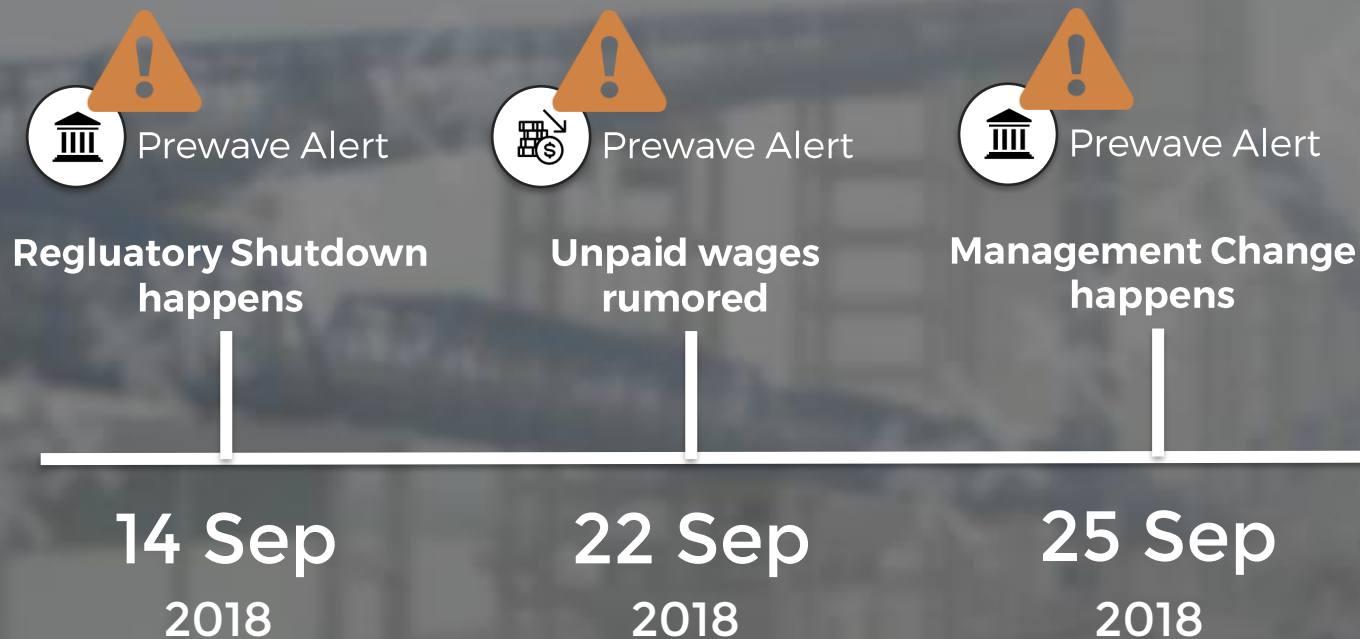 Prewave Alert
Regluatory Shutdown
happens
14 Sep
2018
Prewave Alert
Unpaid wages
rumored
22 Sep
2018
Prewave Alert
Management Change
happens
25 Sep
2018